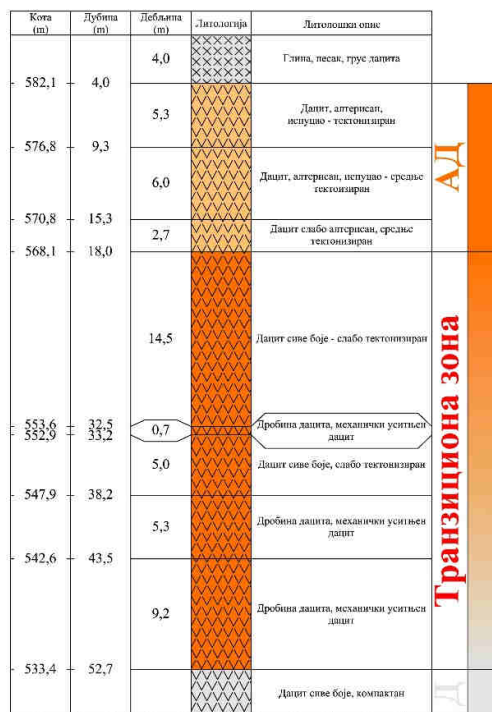 Кота
(m)
Дубина
(m)
Дебљина
(m)
Литологија
Литолошки опис
4,0
Глина, песак, грус дацита
582,1
4,0
5,3
Дацит, алтерисан,
испуцао - тектонизиран
576,8
9,3
6,0
Дацит, алтерисан, испуцао - средње
тектоизиран
570,8
15,3
2,7
Дацит слабо алтерисан, средње
тектонизиран
568,1
18,0
14,5
Дацит сиве боје - слабо тектонизиран
553,6
32,5
0,7
Дробина дацита, механички уситњен
дацит
552,9
33,2
5,0
Дацит сиве боје, слабо тектонизиран
547,9
38,2
5,3
Дробина дацита, механички уситњен
дацит
542,6
43,5
9,2
Дробина дацита, механички уситњен
дацит
533,4
52,7
Дацит сиве боје, компактан
АД
Транзициона зона
Д